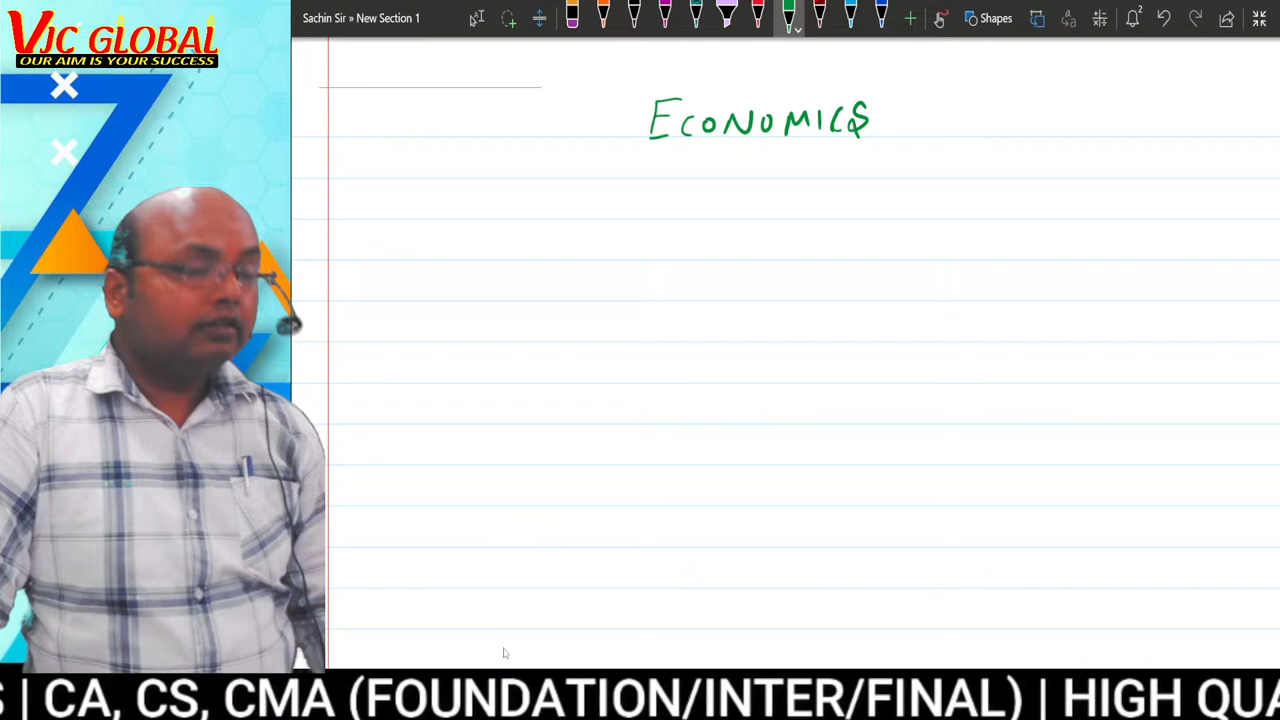 VJC GLOBAL
OUR AIM IS YOUR SUCCESS
Sachin Sir » New Section 1
Shapes
2
ECONOMICS
S | CA, CS, CMA (FOUNDATION/INTER/FINAL) | HIGH QUA